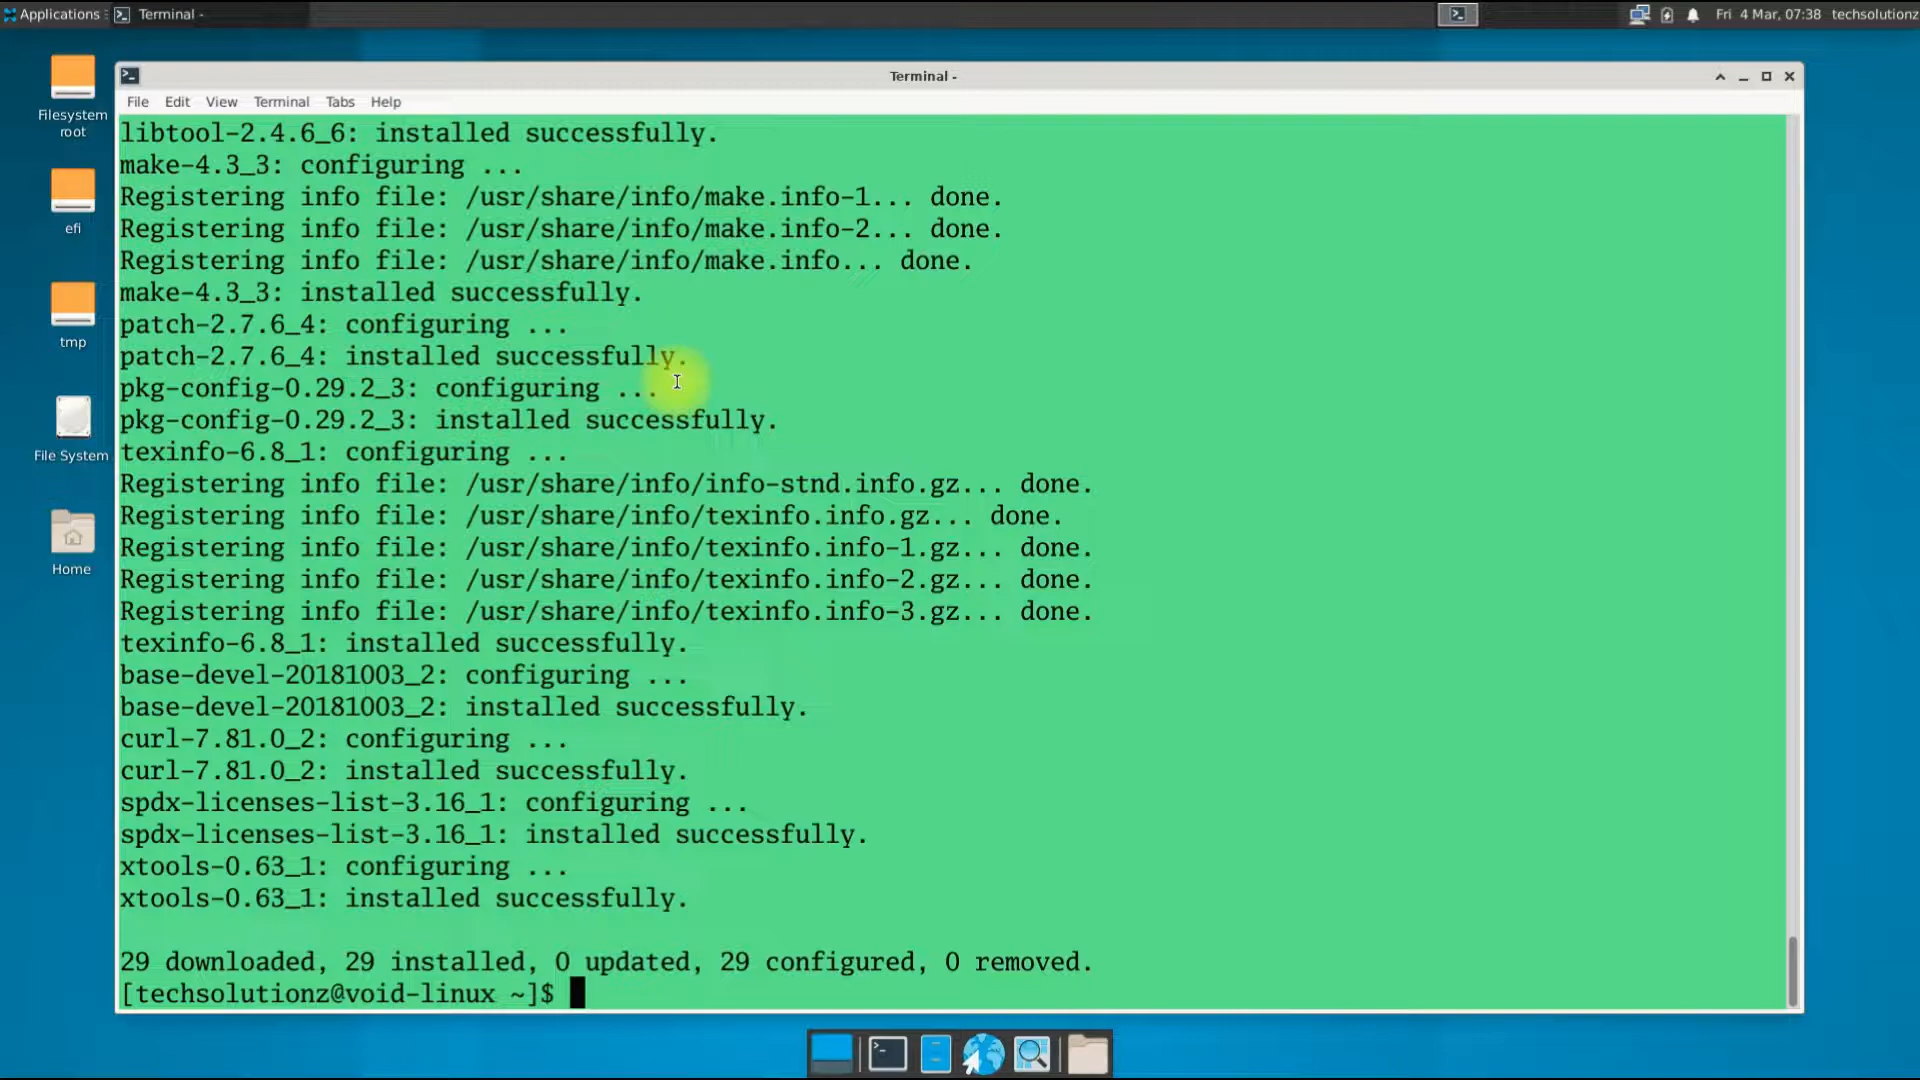 Applications
Terminal -
Fri 4 Mar, 07:38
techsolutionz
Terminal -
File Edit View Terminal Tabs Help
Filesystem
root
efi
tmp
File System
Home
libtool-2.4.6_6: installed successfully.
make-4.3_3: configuring ...
Registering info file: /usr/share/info/make.info-1... done.
Registering info file: /usr/share/info/make.info-2... done.
Registering info file: /usr/share/info/make.info... done.
make-4.3_3: installed successfully.
patch-2.7.6_4: configuring ...
patch-2.7.6_4: installed successfully.
pkg-config-0.29.2_3: configuring ...
pkg-config-0.29.2_3: installed successfully.
texinfo-6.8_1: configuring ...
Registering info file: /usr/share/info/info-stnd.info.gz... done.
Registering info file: /usr/share/info/texinfo.info.gz... done.
Registering info file: /usr/share/info/texinfo.info-1.gz... done.
Registering info file: /usr/share/info/texinfo.info-2.gz... done.
Registering info file: /usr/share/info/texinfo.info-3.gz... done.
texinfo-6.8_1: installed successfully.
base-devel-20181003_2: configuring ...
base-devel-20181003_2: installed successfully.
curl-7.81.0_2: configuring ...
curl-7.81.0_2: installed successfully.
spdx-licenses-list-3.16_1: configuring ...
spdx-licenses-list-3.16_1: installed successfully.
xtools-0.63_1: configuring ...
xtools-0.63_1: installed successfully.
29 downloaded, 29 installed, 0 updated, 29 configured, 0 removed.
[techsolutionz@void-linux ~]$